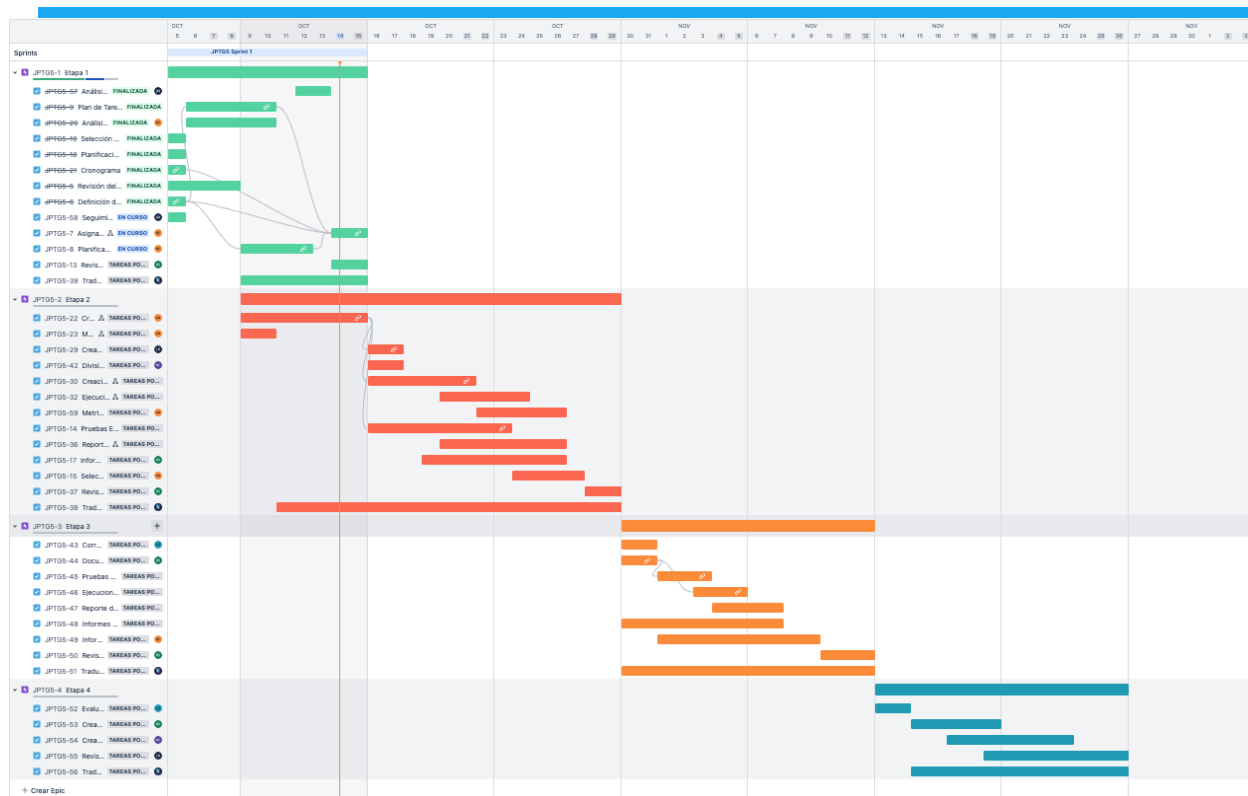 OCT OCT OCT OCT NOV NOV NOV NOV NOV
5 6 7 8 9 10 11 12 13 14 15 16 17 18 19 20 21 22 23 24 25 26 27 28 29 30 31 1 2 3 4 5 6 7 8 9 10 11 12 13 14 15 16 17 18 19 20 21 22 23 24 25 26 27 28 29 30 1 2 3
Sprints JPTG5 Sprint 1
JPTG5-1 Etapa 1
JPTG5-57 Análisi... FINALIZADA
JPTG5-9 Plan de Tare... FINALIZADA
JPTG5-20 Análisi... FINALIZADA
JPTG5-19 Selección ... FINALIZADA
JPTG5-18 Planificaci... FINALIZADA
JPTG5-21 Cronograma FINALIZADA
JPTG5-5 Revisión del... FINALIZADA
JPTG5-6 Definición d... FINALIZADA
JPTG5-58 Seguimi... EN CURSO
JPTG5-7 Asigna... EN CURSO
JPTG5-8 Planifica... EN CURSO
JPTG5-13 Revis... TAREAS PO...
JPTG5-39 Trad... TAREAS PO...
JPTG5-2 Etapa 2
JPTG5-22 Cr... TAREAS PO...
JPTG5-23 M... TAREAS PO...
JPTG5-29 Crea... TAREAS PO...
JPTG5-42 Divisi... TAREAS PO...
JPTG5-30 Creaci... TAREAS PO...
JPTG5-32 Ejecuci... TAREAS PO...
JPTG5-59 Metri... TAREAS PO...
JPTG5-14 Pruebas E... TAREAS PO...
JPTG5-36 Report... TAREAS PO...
JPTG5-17 Infor... TAREAS PO...
JPTG5-15 Selec... TAREAS PO...
JPTG5-37 Revis... TAREAS PO...
JPTG5-38 Trad... TAREAS PO...
JPTG5-3 Etapa 3
JPTG5-43 Corr... TAREAS PO...
JPTG5-44 Docu... TAREAS PO...
JPTG5-45 Pruebas ... TAREAS PO...
JPTG5-46 Ejecucion... TAREAS PO...
JPTG5-47 Reporte d... TAREAS PO...
JPTG5-48 Informes ... TAREAS PO...
JPTG5-49 Infor... TAREAS PO...
JPTG5-50 Revis... TAREAS PO...
JPTG5-51 Tradu... TAREAS PO...
JPTG5-4 Etapa 4
JPTG5-52 Evalu... TAREAS PO...
JPTG5-53 Crea... TAREAS PO...
JPTG5-54 Crea... TAREAS PO...
JPTG5-55 Revis... TAREAS PO...
JPTG5-56 Trad... TAREAS PO...
+ Crear Epic